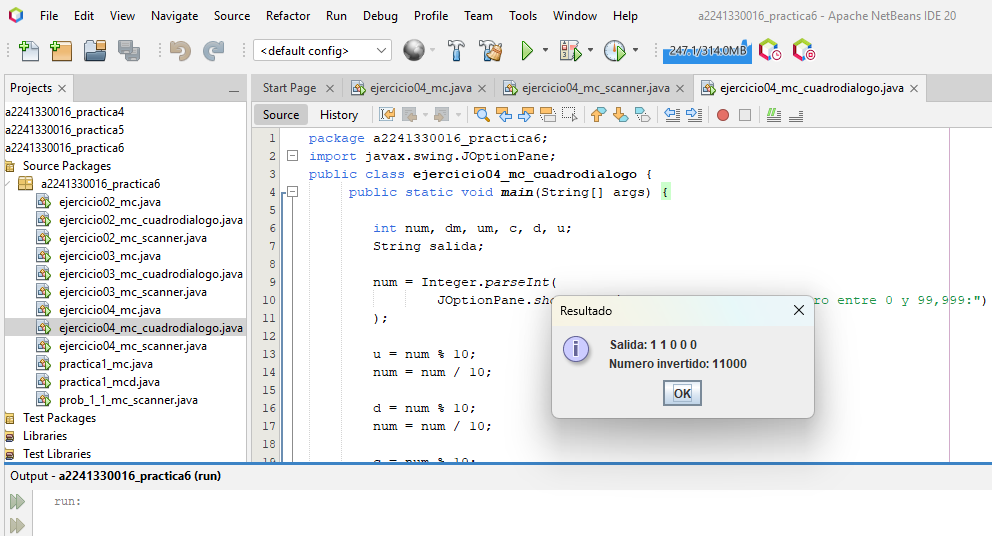 File Edit View Navigate Source Refactor Run Debug Profile Team Tools Window Help a2241330016_practica6 - Apache NetBeans IDE 20
<default config> 247.1/314.0MB
Projects
Start Page ejercicio04_mc.java ejercicio04_mc_scanner.java ejercicio04_mc_cuadrodialogo.java
a2241330016_practica4
a2241330016_practica5
a2241330016_practica6
Source Packages
a2241330016_practica6
ejercicio02_mc.java
ejercicio02_mc_cuadrodialogo.java
ejercicio02_mc_scanner.java
ejercicio03_mc.java
ejercicio03_mc_cuadrodialogo.java
ejercicio03_mc_scanner.java
ejercicio04_mc.java
ejercicio04_mc_cuadrodialogo.java
ejercicio04_mc_scanner.java
practica1_mc.java
practica1_mcd.java
prob_1_1_mc_scanner.java
Test Packages
Libraries
Test Libraries
Source History
1 package a2241330016_practica6;
2 import javax.swing.JOptionPane;
3 public class ejercicio04_mc_cuadrodialogo {
4 public static void main(String[] args) {
5
6 int num, dm, um, c, d, u;
7 String salida;
8
9 num = Integer.parseInt(
10 JOptionPane.sho ro entre 0 y 99,999:")
11 );
12
13 u = num % 10;
14 num = num / 10;
15
16 d = num % 10;
17 num = num / 10;
18
19 c = num % 10;
Resultado
Salida: 1 1 0 0 0
Numero invertido: 11000
OK
Output - a2241330016_practica6 (run)
run: